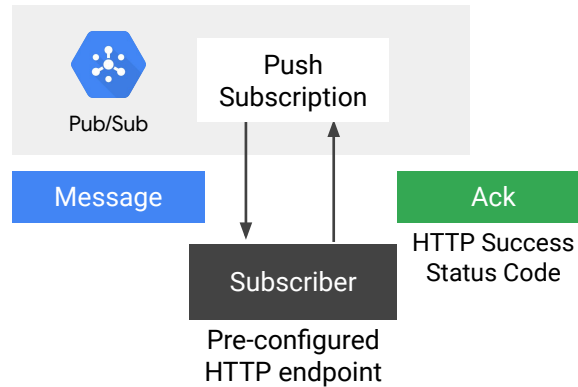 Push
Subscription
Pub/Sub
Message
Ack
HTTP Success
Status Code
Subscriber
Pre-configured
HTTP endpoint